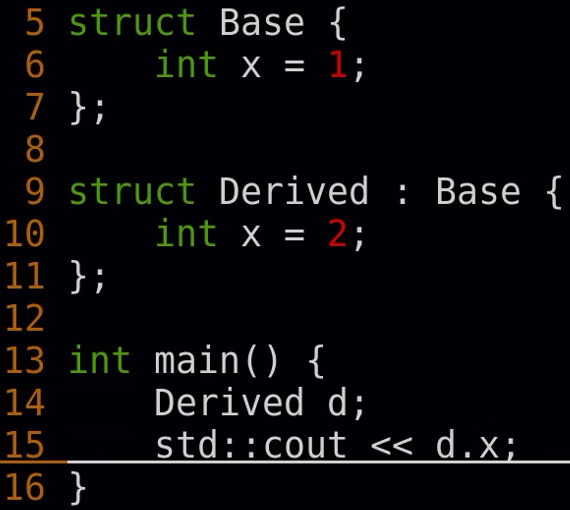 5 struct Base {
6     int x = 1;
7 };
8
9 struct Derived : Base {
10     int x = 2;
11 };
12
13 int main() {
14     Derived d;
15     std::cout << d.x;
16 }